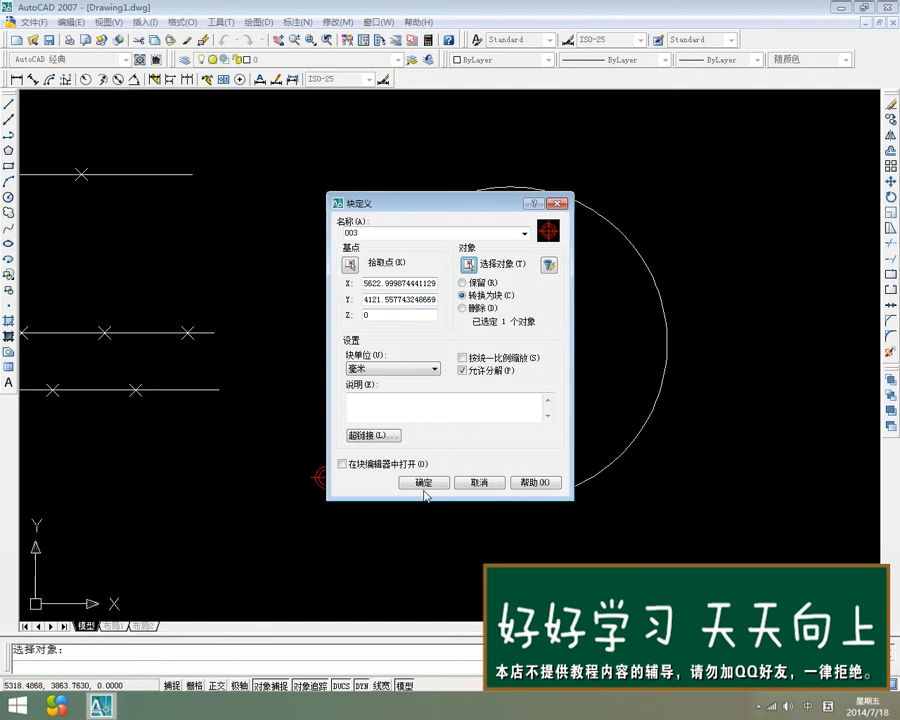 AutoCAD 2007 - [Drawing1.dwg]
文件(F) 编辑(E) 视图(V) 插入(I) 格式(O) 工具(T) 绘图(D) 标注(N) 修改(M) 窗口(W) 帮助(H)
Standard ISO-25 Standard
AutoCAD 经典 0 ByLayer ByLayer ByLayer 随颜色
ISO-25
块定义
名称(A):
003
基点
对象
拾取点(K)
选择对象(T)
X: 5622.999874441129
保留(R)
Y: 4121.557743248669
转换为块(C)
Z: 0
删除(D)
已选定 1 个对象
设置
块单位(U):
按统一比例缩放(S)
毫米
允许分解(P)
说明(E):
超链接(L)...
在块编辑器中打开(O)
确定 取消 帮助(H)
Y
X
A
模型 布局1 布局2
好好学习 天天向上
本店不提供教程内容的辅导，请勿加QQ好友，一律拒绝。
选择对象:
5318.4868, 3863.7630, 0.0000 捕捉 栅格 正交 极轴 对象捕捉 对象追踪 DUCS DYN 线宽 模型
中 五
星期五
2014/7/18